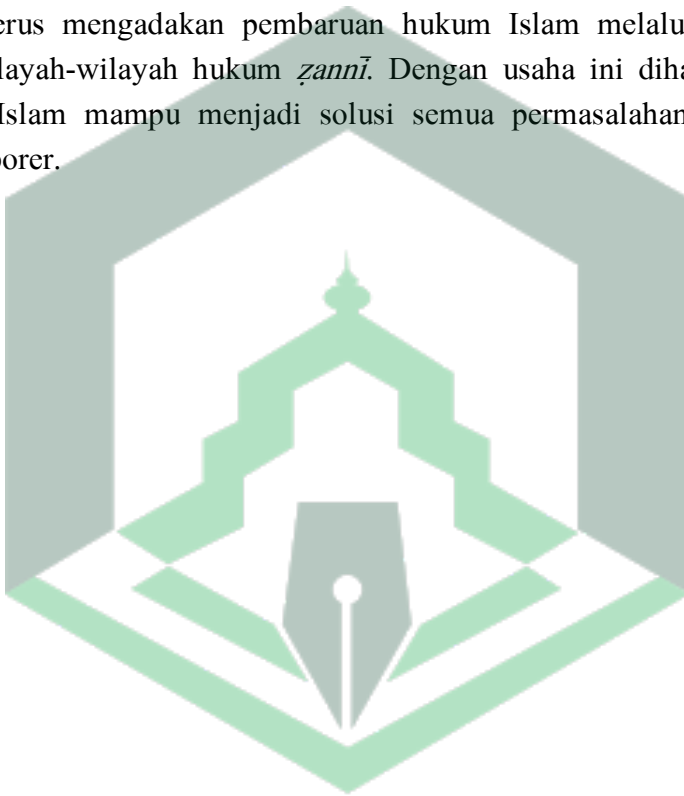 erus mengadakan pembaruan hukum Islam melalu
layah-wilayah hukum ẓannī. Dengan usaha ini diha
Islam mampu menjadi solusi semua permasalahan
orer.